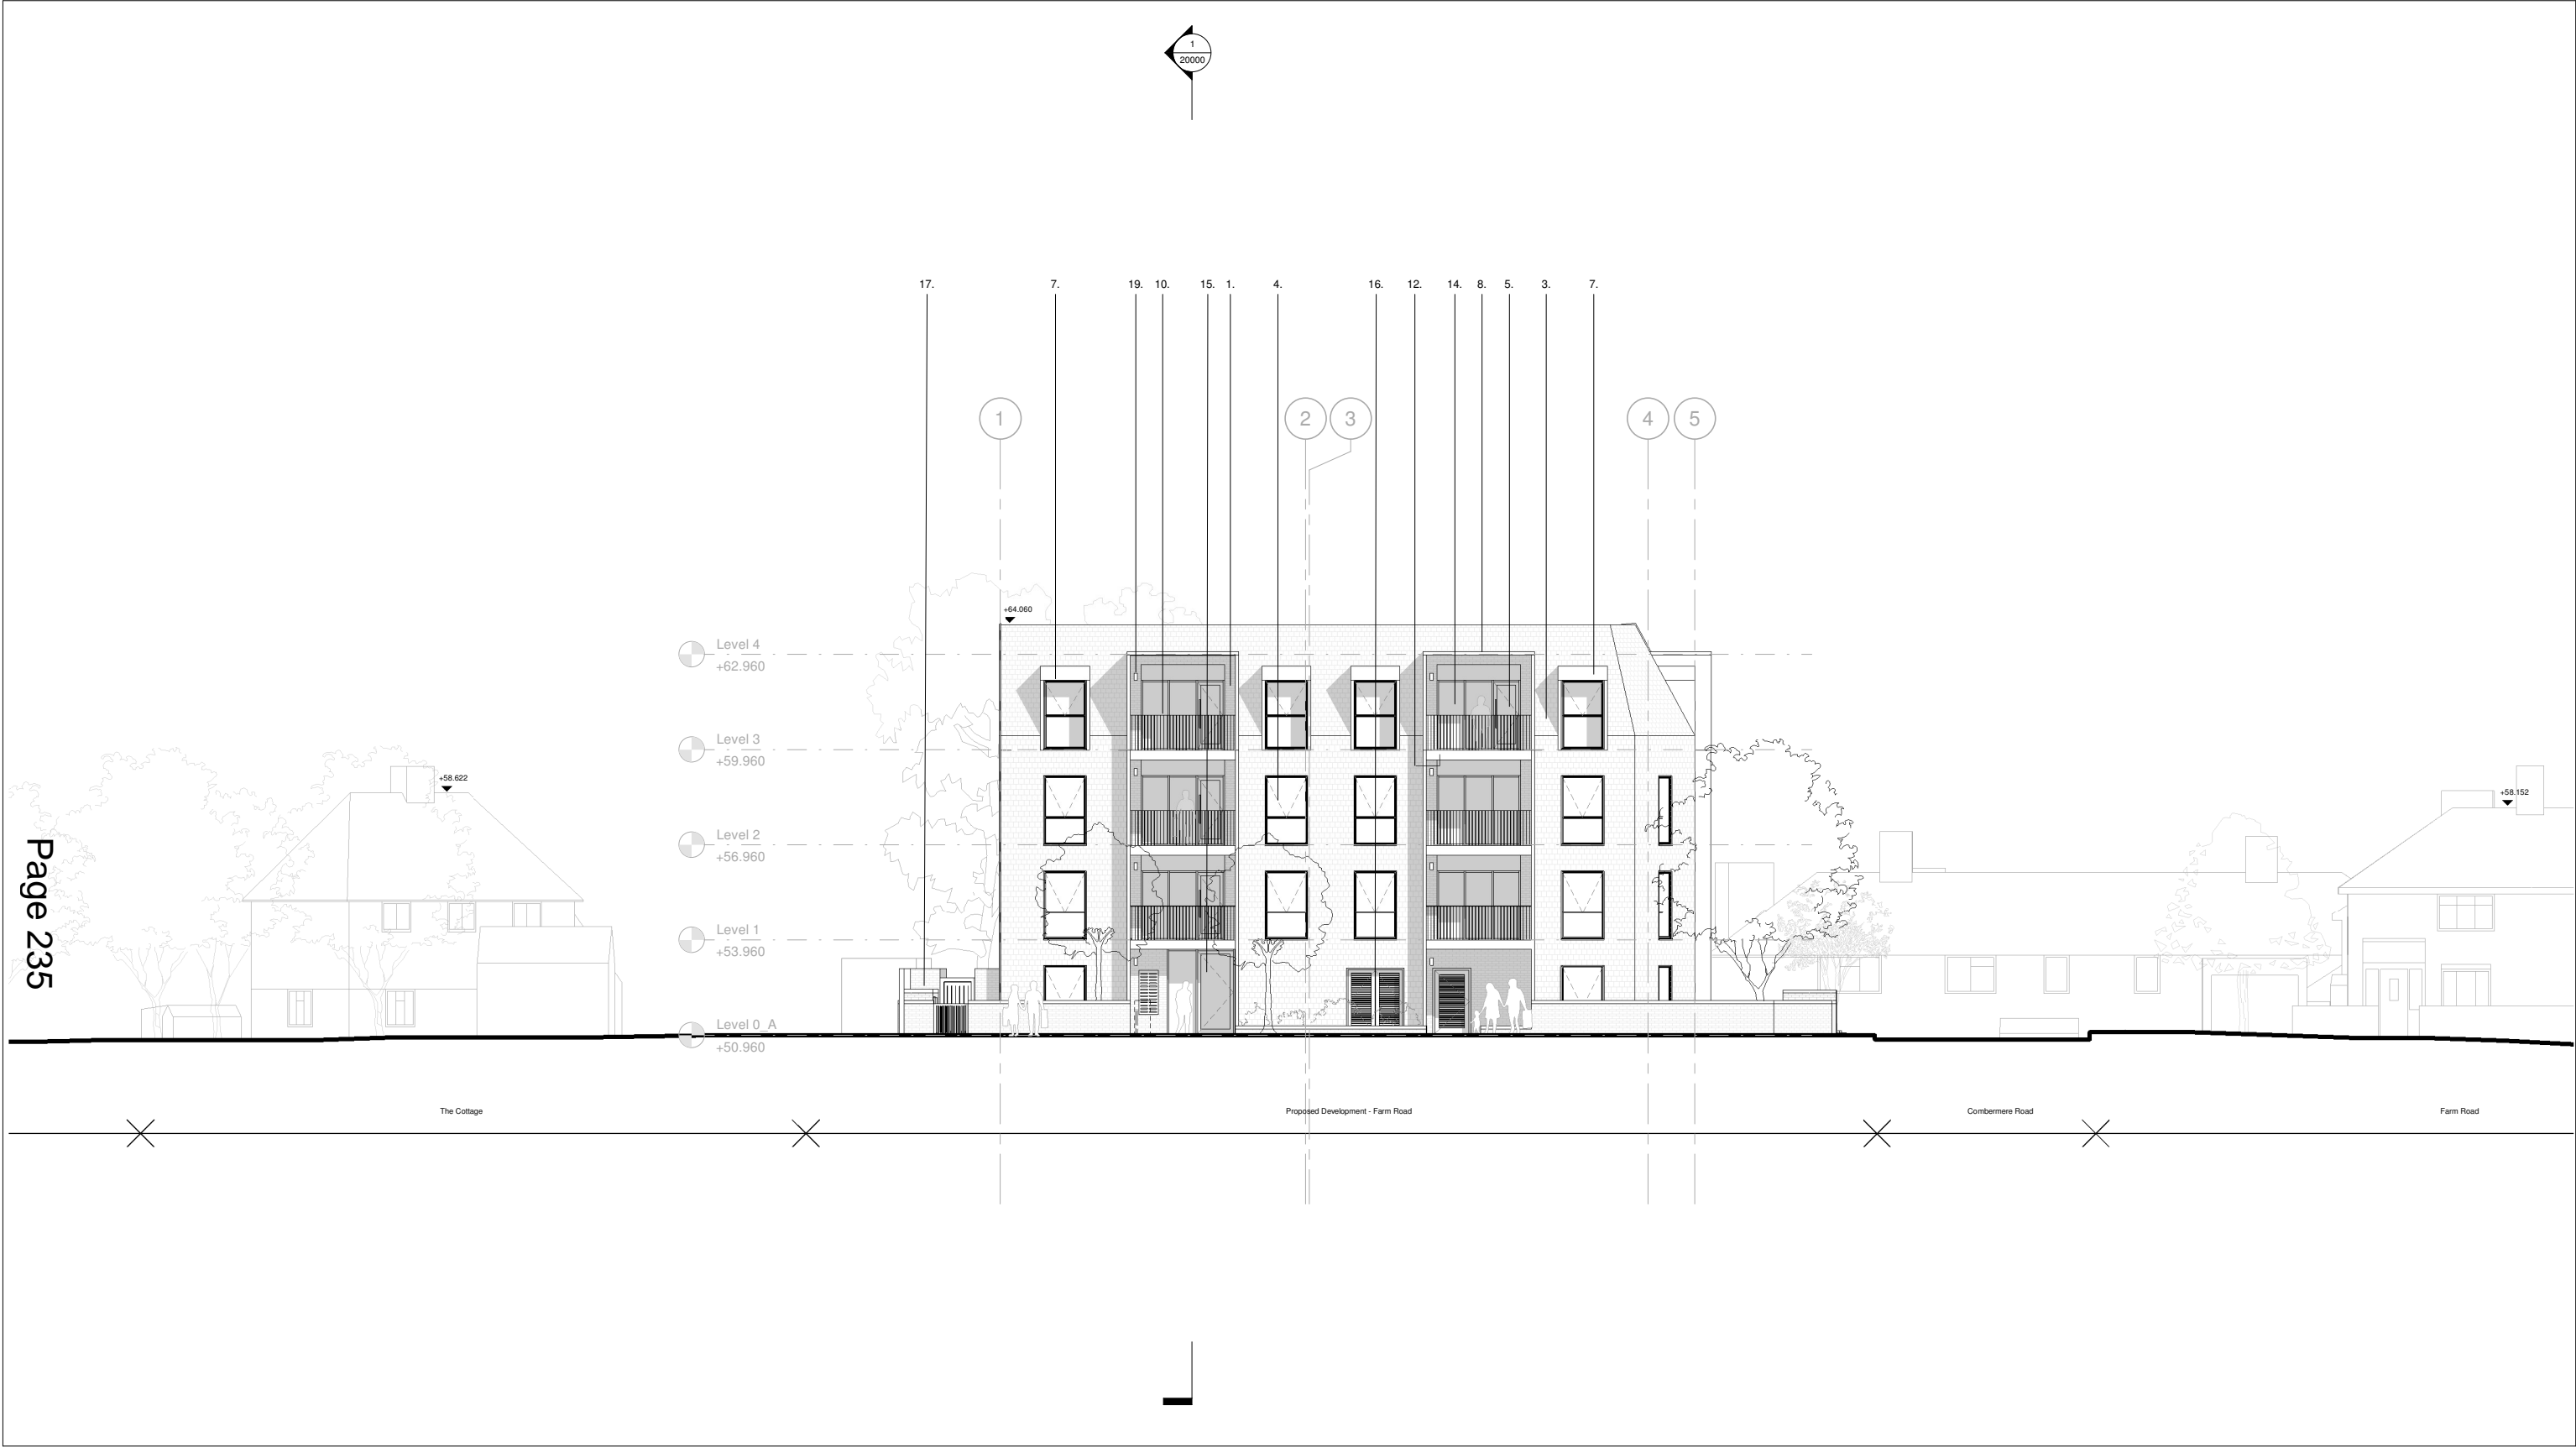 1
20000
17. 7. 19. 10. 15. 1. 4. 16. 12. 14. 8. 5. 3. 7.
1 2 3 4 5
+64.060
Level 4
+62.960
Level 3
+59.960
+58.622
+58.152
Level 2
+56.960
Level 1
+53.960
Level 0_A
+50.960
The Cottage
Proposed Development - Farm Road
Combermere Road
Farm Road
Page 235